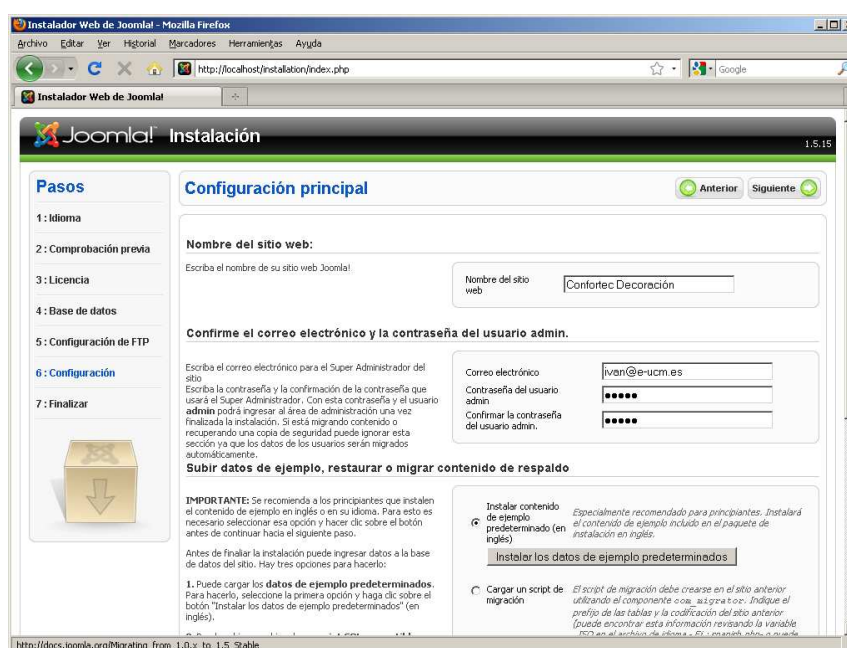 Instalador Web de Joomla! - Mozilla Firefox
Archivo Editar Ver Historial Marcadores Herramientas Ayuda
http://localhost/installation/index.php
Google
Instalador Web de Joomla!
Joomla! Instalación
1.5.15
Pasos
1 : Idioma
2 : Comprobación previa
3 : Licencia
4 : Base de datos
5 : Configuración de FTP
6 : Configuración
7 : Finalizar
Configuración principal
Anterior
Siguiente
Nombre del sitio web:
Escriba el nombre de su sitio web Joomla!
Nombre del sitio
web
Confortec Decoración
Confirme el correo electrónico y la contraseña del usuario admin.
Escriba el correo electrónico para el Super Administrador del
sitio
Escriba la contraseña y la confirmación de la contraseña que
usará el Super Administrador. Con esta contraseña y el usuario
admin podrá ingresar al área de administración una vez
finalizada la instalación. Si está migrando contenido o
recuperando una copia de seguridad puede ignorar esta
sección ya que los datos de los usuarios serán migrados
automáticamente.
Correo electrónico
ivan@e-ucm.es
Contraseña del usuario
admin
Confirmar la contraseña
del usuario admin.
Subir datos de ejemplo, restaurar o migrar contenido de respaldo
IMPORTANTE: Se recomienda a los principiantes que instalen
el contenido de ejemplo en inglés o en su idioma. Para esto es
necesario seleccionar esa opción y hacer clic sobre el botón
antes de continuar hacia el siguiente paso.
Antes de finaliar la instalación puede ingresar datos a la base
de datos del sitio. Hay tres opciones para hacerlo:
1. Puede cargar los datos de ejemplo predeterminados.
Para hacerlo, seleccione la primera opción y haga clic sobre el
botón "Instalar los datos de ejemplo predeterminados" (en
inglés).
Instalar contenido
de ejemplo
predeterminado (en
inglés)
Especialmente recomendado para principiantes. Instalará
el contenido de ejemplo incluido en el paquete de
instalación en inglés.
Instalar los datos de ejemplo predeterminados
Cargar un script de
migración
El script de migración debe crearse en el sitio anterior
utilizando el componente com_migrator. Indique el
prefijo de las tablas y la codificación del sitio anterior
(puede encontrar esta información revisando la variable
http://docs.joomla.org/Migrating_from_1.0.x_to_1.5_Stable